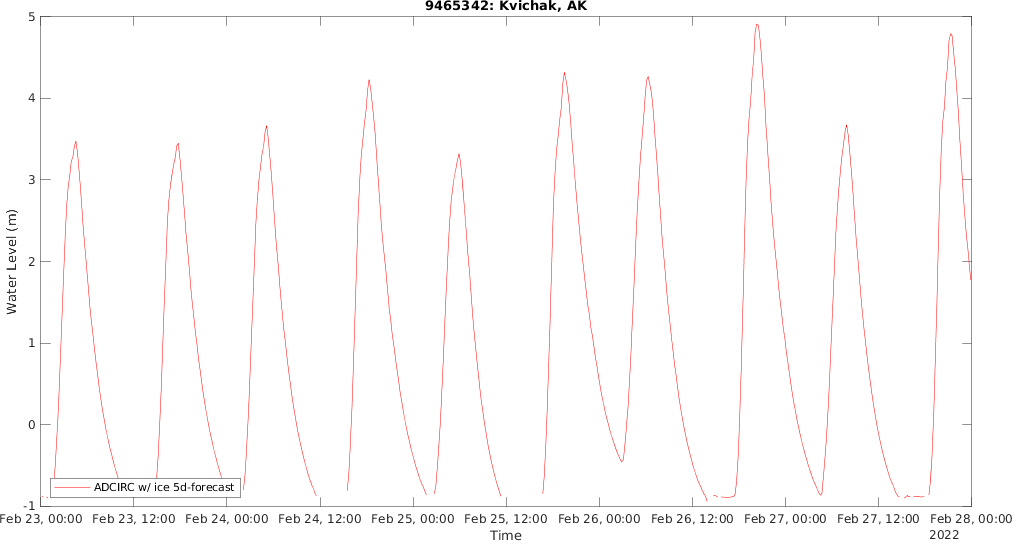 9465342: Kvichak, AK
5
4
3
2
1
0
-1
Water Level (m)
ADCIRC w/ ice 5d-forecast
Feb 23, 00:00 Feb 23, 12:00 Feb 24, 00:00 Feb 24, 12:00 Feb 25, 00:00 Feb 25, 12:00 Feb 26, 00:00 Feb 26, 12:00 Feb 27, 00:00 Feb 27, 12:00 Feb 28, 00:00
Time
2022